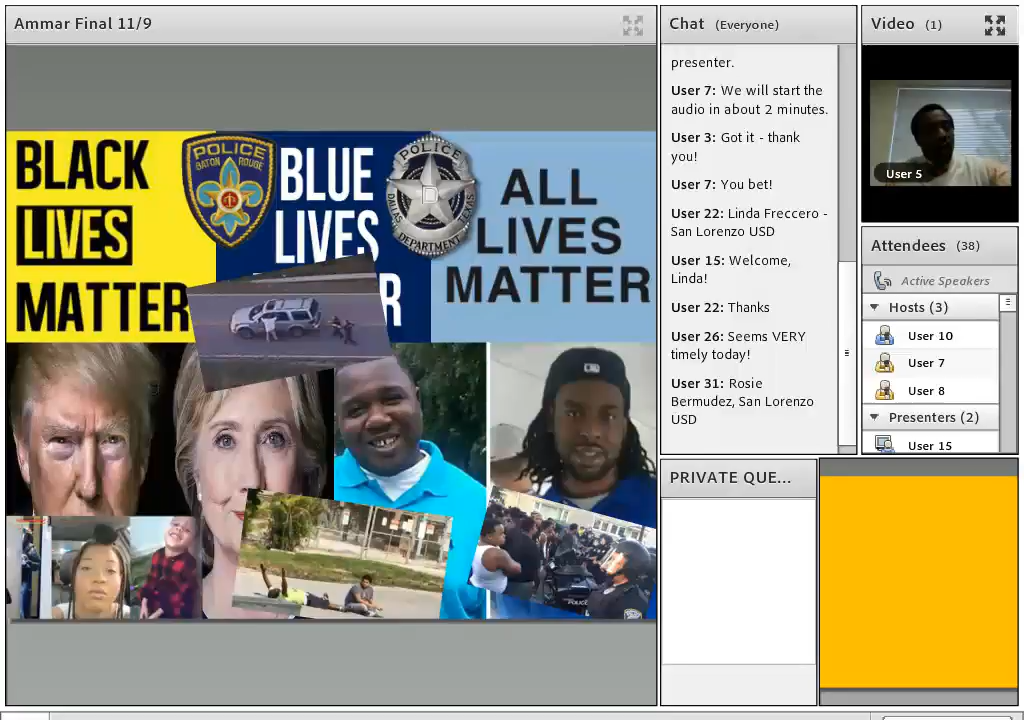 Ammar Final 11/9
BLACK
LIVES
MATTER
POLICE
BATON ROUGE
BLUE
LIVES
R
POLICE
DALLAS TEXAS
DEPARTMENT
ALL
LIVES
MATTER
POLICE
Chat (Everyone)
presenter.
User 7: We will start the
audio in about 2 minutes.
User 3: Got it - thank
you!
User 7: You bet!
User 22: Linda Freccero -
San Lorenzo USD
User 15: Welcome,
Linda!
User 22: Thanks
User 26: Seems VERY
timely today!
User 31: Rosie
Bermudez, San Lorenzo
USD
Video (1)
User 5
Attendees (38)
Active Speakers
Hosts (3)
User 10
User 7
User 8
Presenters (2)
User 15
PRIVATE QUE...